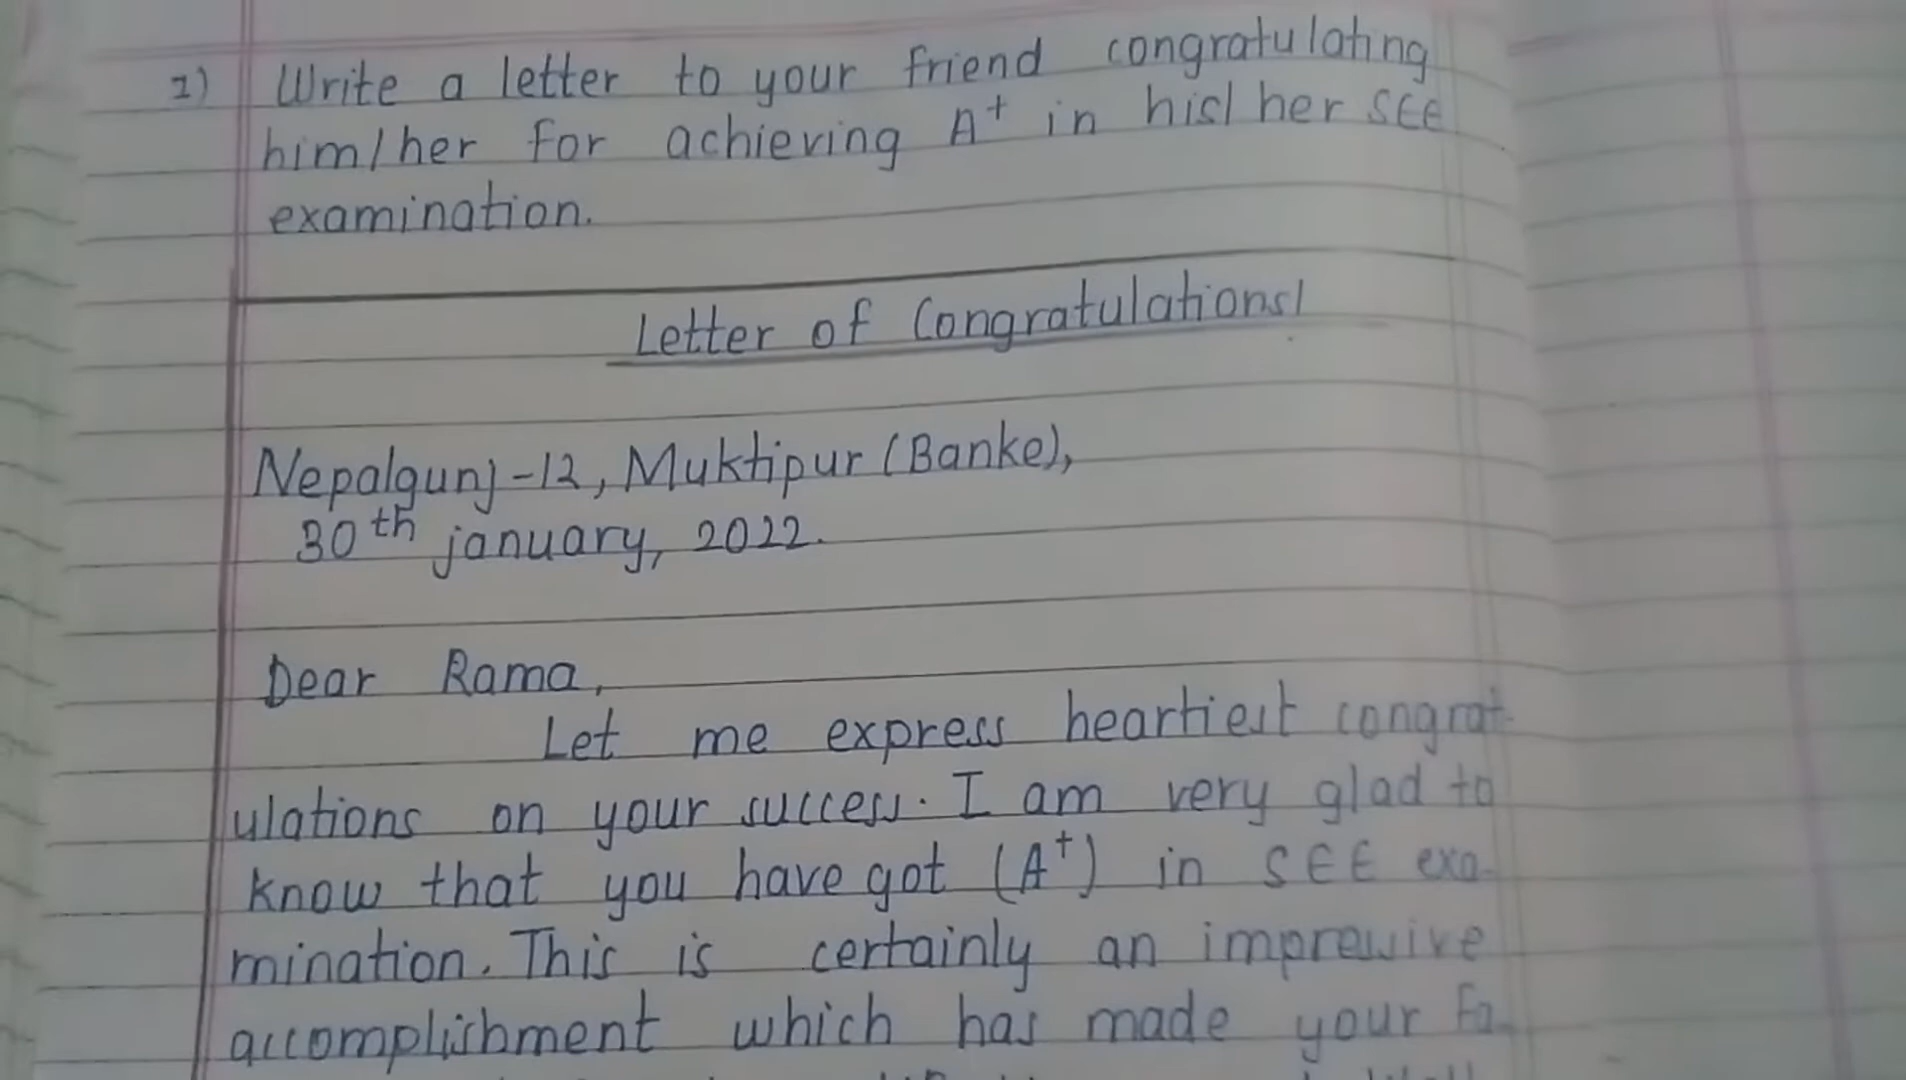 1) Write a letter to your friend congratulating
him/her for achieving A+ in his/her SEE
examination.
Letter of Congratulations!
Nepalgunj-12, Muktipur (Banke),
30th january, 2022.
Dear Rama,
Let me express heartiest congrat-
ulations on your success. I am very glad to
know that you have got (A+) in SEE exa-
mination. This is certainly an impressive
accomplishment which has made your fa-